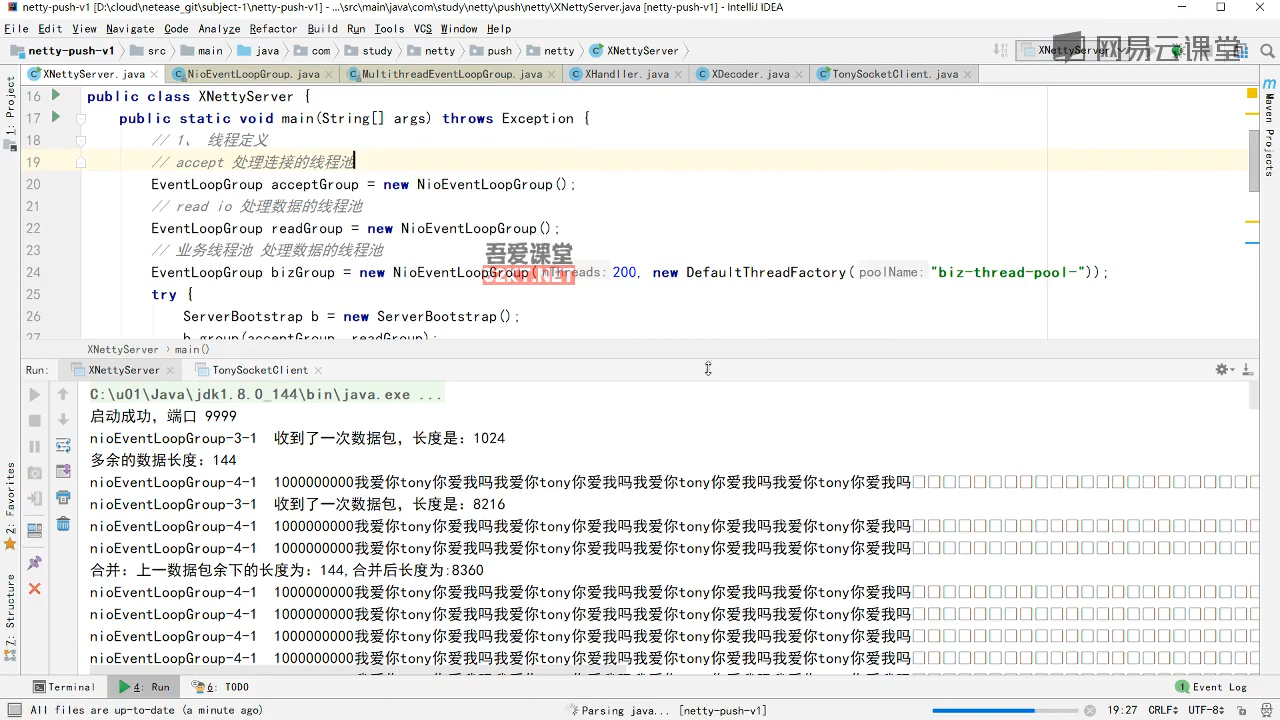 netty-push-v1 [D:\cloud\netease_git\subject-1\netty-push-v1] - ...\src\main\java\com\study\netty\push\netty\XNettyServer.java [netty-push-v1] - IntelliJ IDEA
File Edit View Navigate Code Analyze Refactor Build Run Tools VCS Window Help
netty-push-v1 src main java com study netty push netty XNettyServer XNettyServer
网易云课堂
XNettyServer.java NioEventLoopGroup.java MultithreadEventLoopGroup.java XHandller.java XDecoder.java TonySocketClient.java
1: Project
Maven Projects
16 public class XNettyServer {
17 public static void main(String[] args) throws Exception {
18 // 1、 线程定义
19 // accept 处理连接的线程池
20 EventLoopGroup acceptGroup = new NioEventLoopGroup();
21 // read io 处理数据的线程池
22 EventLoopGroup readGroup = new NioEventLoopGroup();
23 // 业务线程池 处理数据的线程池
吾爱课堂
24 EventLoopGroup bizGroup = new NioEventLoopGroup( nThreads: 200, new DefaultThreadFactory( poolName: "biz-thread-pool-"));
25 try {
26 ServerBootstrap b = new ServerBootstrap();
27 b.group(acceptGroup, readGroup);
XNettyServer main()
Run: XNettyServer TonySocketClient
C:\u01\Java\jdk1.8.0_144\bin\java.exe ...
启动成功，端口 9999
nioEventLoopGroup-3-1 收到了一次数据包，长度是：1024
多余的数据长度：144
nioEventLoopGroup-4-1 1000000000我爱你tony你爱我吗我爱你tony你爱我吗我爱你tony你爱我吗我爱你tony你爱我吗
nioEventLoopGroup-3-1 收到了一次数据包，长度是：8216
nioEventLoopGroup-4-1 1000000000我爱你tony你爱我吗我爱你tony你爱我吗我爱你tony你爱我吗我爱你tony你爱我吗
nioEventLoopGroup-4-1 1000000000我爱你tony你爱我吗我爱你tony你爱我吗我爱你tony你爱我吗我爱你tony你爱我吗
合并：上一数据包余下的长度为：144,合并后长度为:8360
nioEventLoopGroup-4-1 1000000000我爱你tony你爱我吗我爱你tony你爱我吗我爱你tony你爱我吗我爱你tony你爱我吗
nioEventLoopGroup-4-1 1000000000我爱你tony你爱我吗我爱你tony你爱我吗我爱你tony你爱我吗我爱你tony你爱我吗
nioEventLoopGroup-4-1 1000000000我爱你tony你爱我吗我爱你tony你爱我吗我爱你tony你爱我吗我爱你tony你爱我吗
nioEventLoopGroup-4-1 1000000000我爱你tony你爱我吗我爱你tony你爱我吗我爱你tony你爱我吗我爱你tony你爱我吗
2: Favorites
7: Structure
Terminal 4: Run 6: TODO 1 Event Log
All files are up-to-date (a minute ago) Parsing java... [netty-push-v1] 19:27 CRLF UTF-8